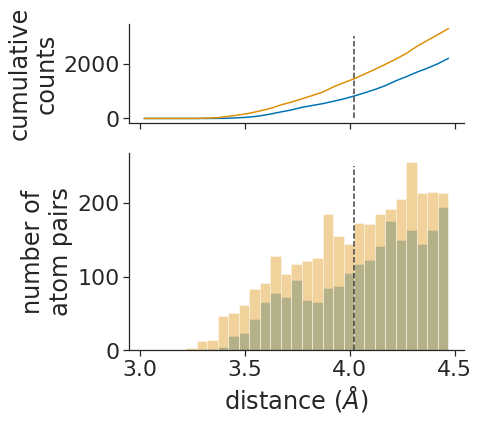 cumulative
counts
2000
0
number of
atom pairs
200
100
0
3.0 3.5 4.0 4.5
distance (Å)